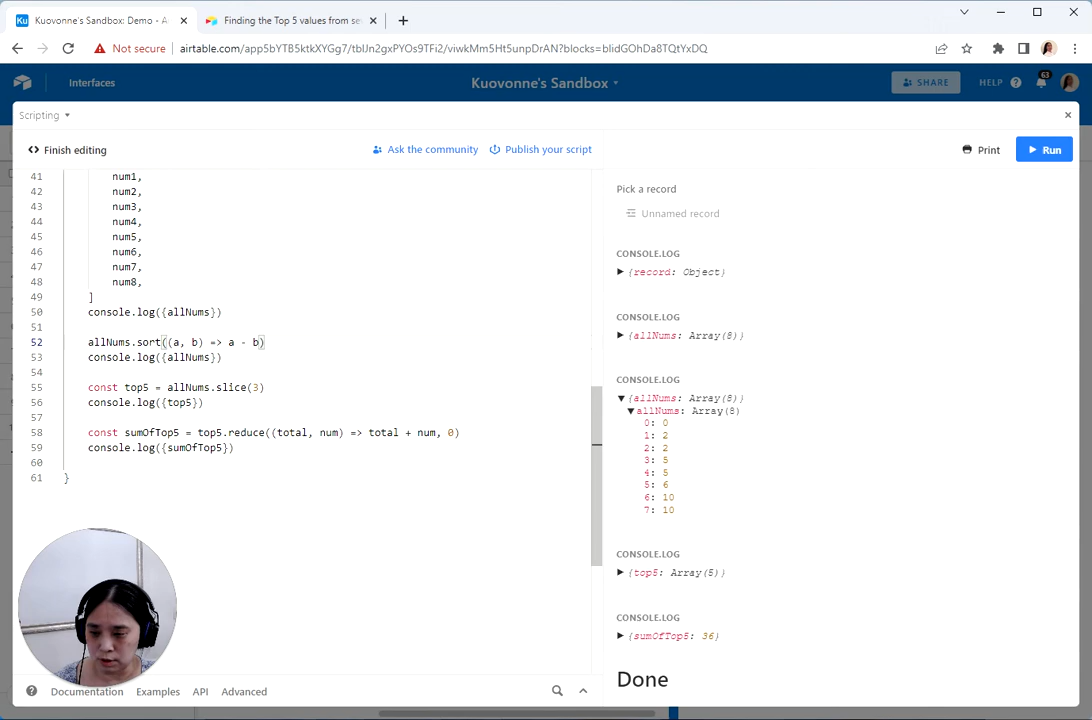 Kuovonne's Sandbox: Demo - A
Finding the Top 5 values from se
Not secure
airtable.com/app5bYTB5ktkXYGg7/tblUn2gxPYOs9TFi2/viwkMm5Ht5unpDrAN?blocks=blidGOhDa8TQtYxDQ
Interfaces
Kuovonne's Sandbox
SHARE
HELP
63
Scripting
Finish editing
Ask the community
Publish your script
Print
Run
41 num1,
42 num2,
43 num3,
44 num4,
45 num5,
46 num6,
47 num7,
48 num8,
49 ]
50 console.log({allNums})
51
52 allNums.sort((a, b) => a - b)
53 console.log({allNums})
54
55 const top5 = allNums.slice(3)
56 console.log({top5})
57
58 const sumOfTop5 = top5.reduce((total, num) => total + num, 0)
59 console.log({sumOfTop5})
60
61 }
Documentation
Examples
API
Advanced
Pick a record
Unnamed record
CONSOLE.LOG
{record: Object}
CONSOLE.LOG
{allNums: Array(8)}
CONSOLE.LOG
{allNums: Array(8)}
allNums: Array(8)
0: 0
1: 2
2: 2
3: 5
4: 5
5: 6
6: 10
7: 10
CONSOLE.LOG
{top5: Array(5)}
CONSOLE.LOG
{sumOfTop5: 36}
Done